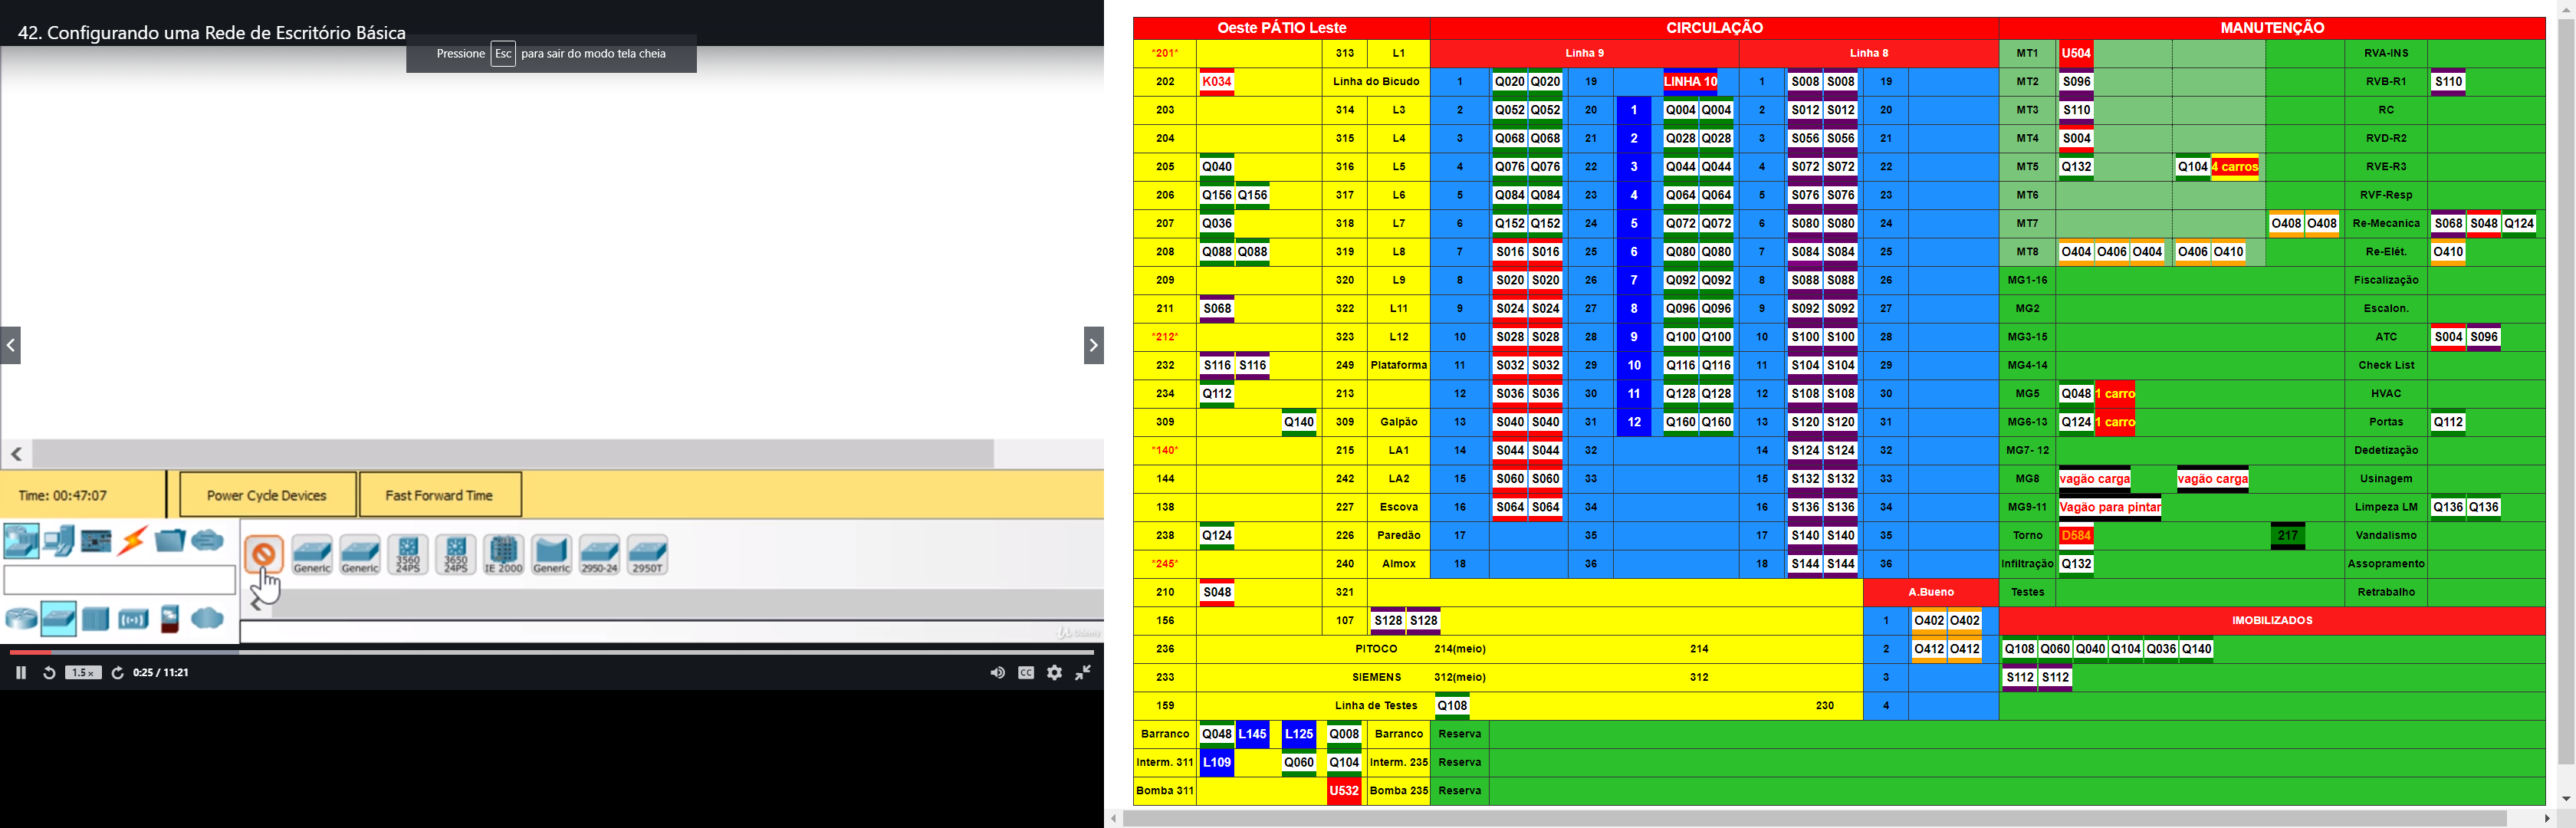 42. Configurando uma Rede de Escritório Básica
Pressione Esc para sair do modo tela cheia
Time: 00:47:07 Power Cycle Devices Fast Forward Time
Generic Generic 3560 24PS 3650 24PS IE 2000 Generic 2950-24 2950T
Udemy
1.5 x 0:25 / 11:21 CC
Oeste PÁTIO Leste CIRCULAÇÃO MANUTENÇÃO
*201* 313 L1 Linha 9 Linha 8 MT1 U504 RVA-INS
202 K034 Linha do Bicudo 1 Q020 Q020 19 LINHA 10 1 S008 S008 19 MT2 S096 RVB-R1 S110
203 314 L3 2 Q052 Q052 20 1 Q004 Q004 2 S012 S012 20 MT3 S110 RC
204 315 L4 3 Q068 Q068 21 2 Q028 Q028 3 S056 S056 21 MT4 S004 RVD-R2
205 Q040 316 L5 4 Q076 Q076 22 3 Q044 Q044 4 S072 S072 22 MT5 Q132 Q104 4 carros RVE-R3
206 Q156 Q156 317 L6 5 Q084 Q084 23 4 Q064 Q064 5 S076 S076 23 MT6 RVF-Resp
207 Q036 318 L7 6 Q152 Q152 24 5 Q072 Q072 6 S080 S080 24 MT7 O408 O408 Re-Mecanica S068 S048 Q124
208 Q088 Q088 319 L8 7 S016 S016 25 6 Q080 Q080 7 S084 S084 25 MT8 O404 O406 O404 O406 O410 Re-Elét. O410
209 320 L9 8 S020 S020 26 7 Q092 Q092 8 S088 S088 26 MG1-16 Fiscalização
211 S068 322 L11 9 S024 S024 27 8 Q096 Q096 9 S092 S092 27 MG2 Escalon.
*212* 323 L12 10 S028 S028 28 9 Q100 Q100 10 S100 S100 28 MG3-15 ATC S004 S096
232 S116 S116 249 Plataforma 11 S032 S032 29 10 Q116 Q116 11 S104 S104 29 MG4-14 Check List
234 Q112 213 12 S036 S036 30 11 Q128 Q128 12 S108 S108 30 MG5 Q048 1 carro HVAC
309 Q140 309 Galpão 13 S040 S040 31 12 Q160 Q160 13 S120 S120 31 MG6-13 Q124 1 carro Portas Q112
*140* 215 LA1 14 S044 S044 32 14 S124 S124 32 MG7- 12 Dedetização
144 242 LA2 15 S060 S060 33 15 S132 S132 33 MG8 vagão carga vagão carga Usinagem
138 227 Escova 16 S064 S064 34 16 S136 S136 34 MG9-11 Vagão para pintar Limpeza LM Q136 Q136
238 Q124 226 Paredão 17 35 17 S140 S140 35 Torno D584 217 Vandalismo
*245* 240 Almox 18 36 18 S144 S144 36 Infiltração Q132 Assopramento
210 S048 321 A.Bueno Testes Retrabalho
156 107 S128 S128 1 O402 O402 IMOBILIZADOS
236 PITOCO 214(meio) 214 2 O412 O412 Q108 Q060 Q040 Q104 Q036 Q140
233 SIEMENS 312(meio) 312 3 S112 S112
159 Linha de Testes Q108 230 4
Barranco Q048 L145 L125 Q008 Barranco Reserva
Interm. 311 L109 Q060 Q104 Interm. 235 Reserva
Bomba 311 U532 Bomba 235 Reserva